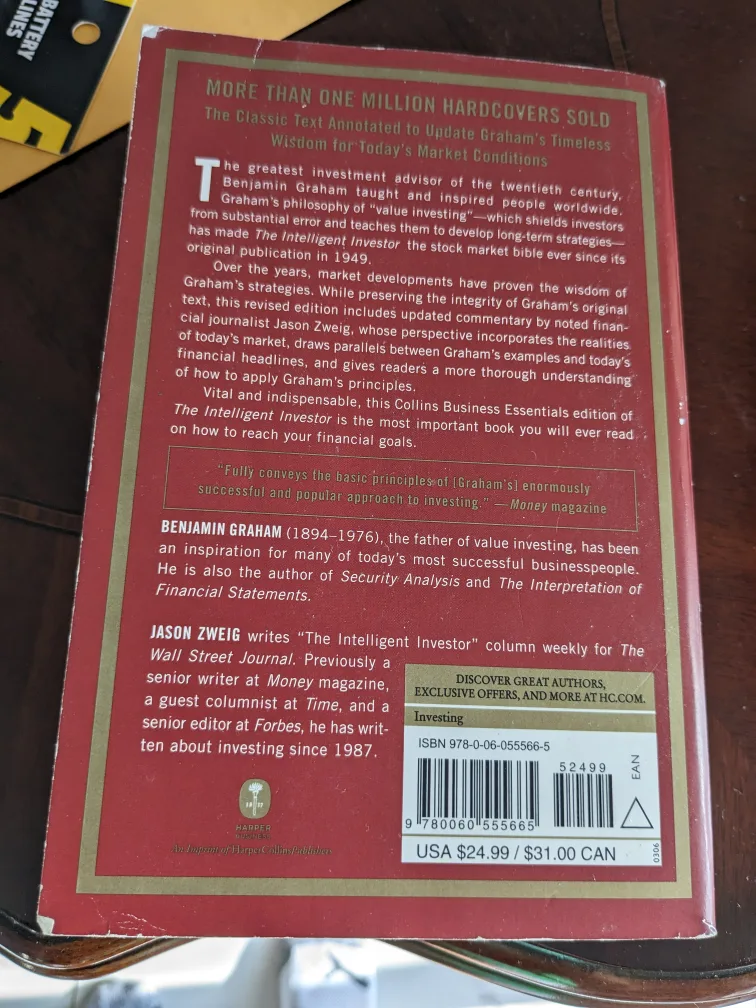 BATTERY
LINES
5
MORE THAN ONE MILLION HARDCOVERS SOLD
The Classic Text Annotated to Update Graham's Timeless
Wisdom for Today's Market Conditions
The greatest investment advisor of the twentieth century,
Benjamin Graham taught and inspired people worldwide.
Graham's philosophy of "value investing"—which shields investors
from substantial error and teaches them to develop long-term strategies—
has made The Intelligent Investor the stock market bible ever since its
original publication in 1949.
Over the years, market developments have proven the wisdom of
Graham's strategies. While preserving the integrity of Graham's original
text, this revised edition includes updated commentary by noted finan-
cial journalist Jason Zweig, whose perspective incorporates the realities
of today's market, draws parallels between Graham's examples and today's
financial headlines, and gives readers a more thorough understanding
of how to apply Graham's principles.
Vital and indispensable, this Collins Business Essentials edition of
The Intelligent Investor is the most important book you will ever read
on how to reach your financial goals.
"Fully conveys the basic principles of [Graham's] enormously
successful and popular approach to investing." —Money magazine
BENJAMIN GRAHAM (1894–1976), the father of value investing, has been
an inspiration for many of today's most successful businesspeople.
He is also the author of Security Analysis and The Interpretation of
Financial Statements.
JASON ZWEIG writes "The Intelligent Investor" column weekly for The
Wall Street Journal. Previously a
senior writer at Money magazine,
a guest columnist at Time, and a
senior editor at Forbes, he has writ-
ten about investing since 1987.
1817
HARPER
An Imprint of HarperCollinsPublishers
DISCOVER GREAT AUTHORS,
EXCLUSIVE OFFERS, AND MORE AT HC.COM.
Investing
ISBN 978-0-06-055566-5
52499
EAN
9 780060 555665
USA $24.99 / $31.00 CAN
0306